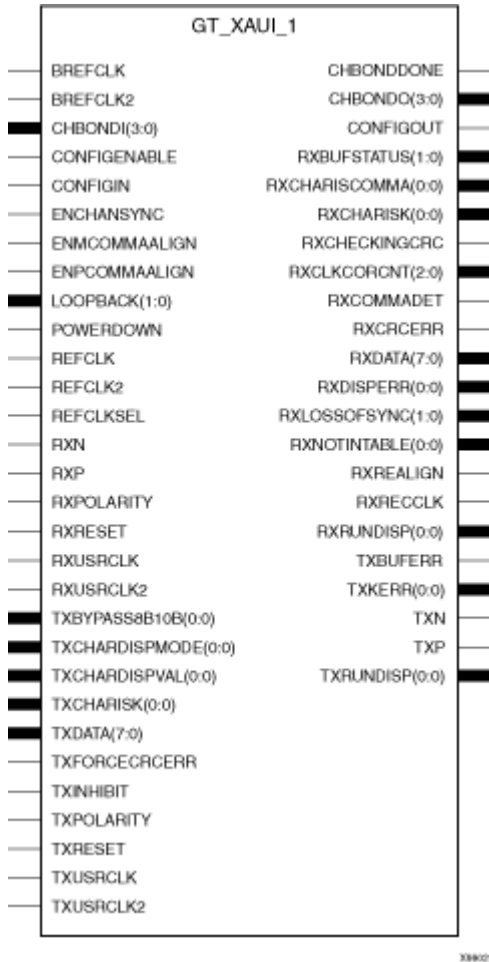 GT_XAUI_1
BREFCLK CHBONDDONE
BREFCLK2 CHBONDO(3:0)
CHBONDI(3:0) CONFIGOUT
CONFIGENABLE RXBUFSTATUS(1:0)
CONFIGIN RXCHARISCOMMA(0:0)
ENCHANSYNC RXCHARISK(0:0)
ENMCOMMAALIGN RXCHECKINGCRC
ENPCOMMAALIGN RXCLKCORCNT(2:0)
LOOPBACK(1:0) RXCOMMADET
POWERDOWN RXCRCERR
REFCLK RXDATA(7:0)
REFCLK2 RXDISPERR(0:0)
REFCLKSEL RXLOSSOFSYNC(1:0)
RXN RXNOTINTABLE(0:0)
RXP RXREALIGN
RXPOLARITY RXRECCLK
RXRESET RXRUNDISP(0:0)
RXUSRCLK TXBUFERR
RXUSRCLK2 TXKERR(0:0)
TXBYPASS8B10B(0:0) TXN
TXCHARDISPMODE(0:0) TXP
TXCHARDISPVAL(0:0) TXRUNDISP(0:0)
TXCHARISK(0:0)
TXDATA(7:0)
TXFORCECRCERR
TXINHIBIT
TXPOLARITY
TXRESET
TXUSRCLK
TXUSRCLK2